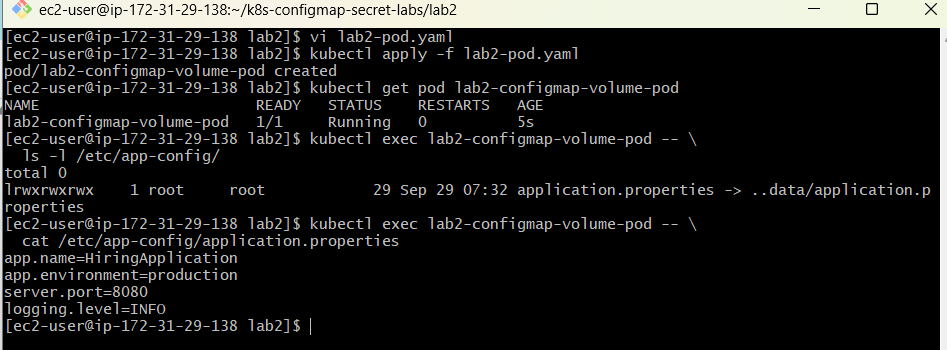 ec2-user@ip-172-31-29-138:~/k8s-configmap-secret-labs/lab2
[ec2-user@ip-172-31-29-138 lab2]$ vi lab2-pod.yaml
[ec2-user@ip-172-31-29-138 lab2]$ kubectl apply -f lab2-pod.yaml
pod/lab2-configmap-volume-pod created
[ec2-user@ip-172-31-29-138 lab2]$ kubectl get pod lab2-configmap-volume-pod
NAME                        READY   STATUS    RESTARTS   AGE
lab2-configmap-volume-pod   1/1     Running   0          5s
[ec2-user@ip-172-31-29-138 lab2]$ kubectl exec lab2-configmap-volume-pod -- \
  ls -l /etc/app-config/
total 0
lrwxrwxrwx    1 root     root            29 Sep 29 07:32 application.properties -> ..data/application.p
roperties
[ec2-user@ip-172-31-29-138 lab2]$ kubectl exec lab2-configmap-volume-pod -- \
  cat /etc/app-config/application.properties
app.name=HiringApplication
app.environment=production
server.port=8080
logging.level=INFO
[ec2-user@ip-172-31-29-138 lab2]$